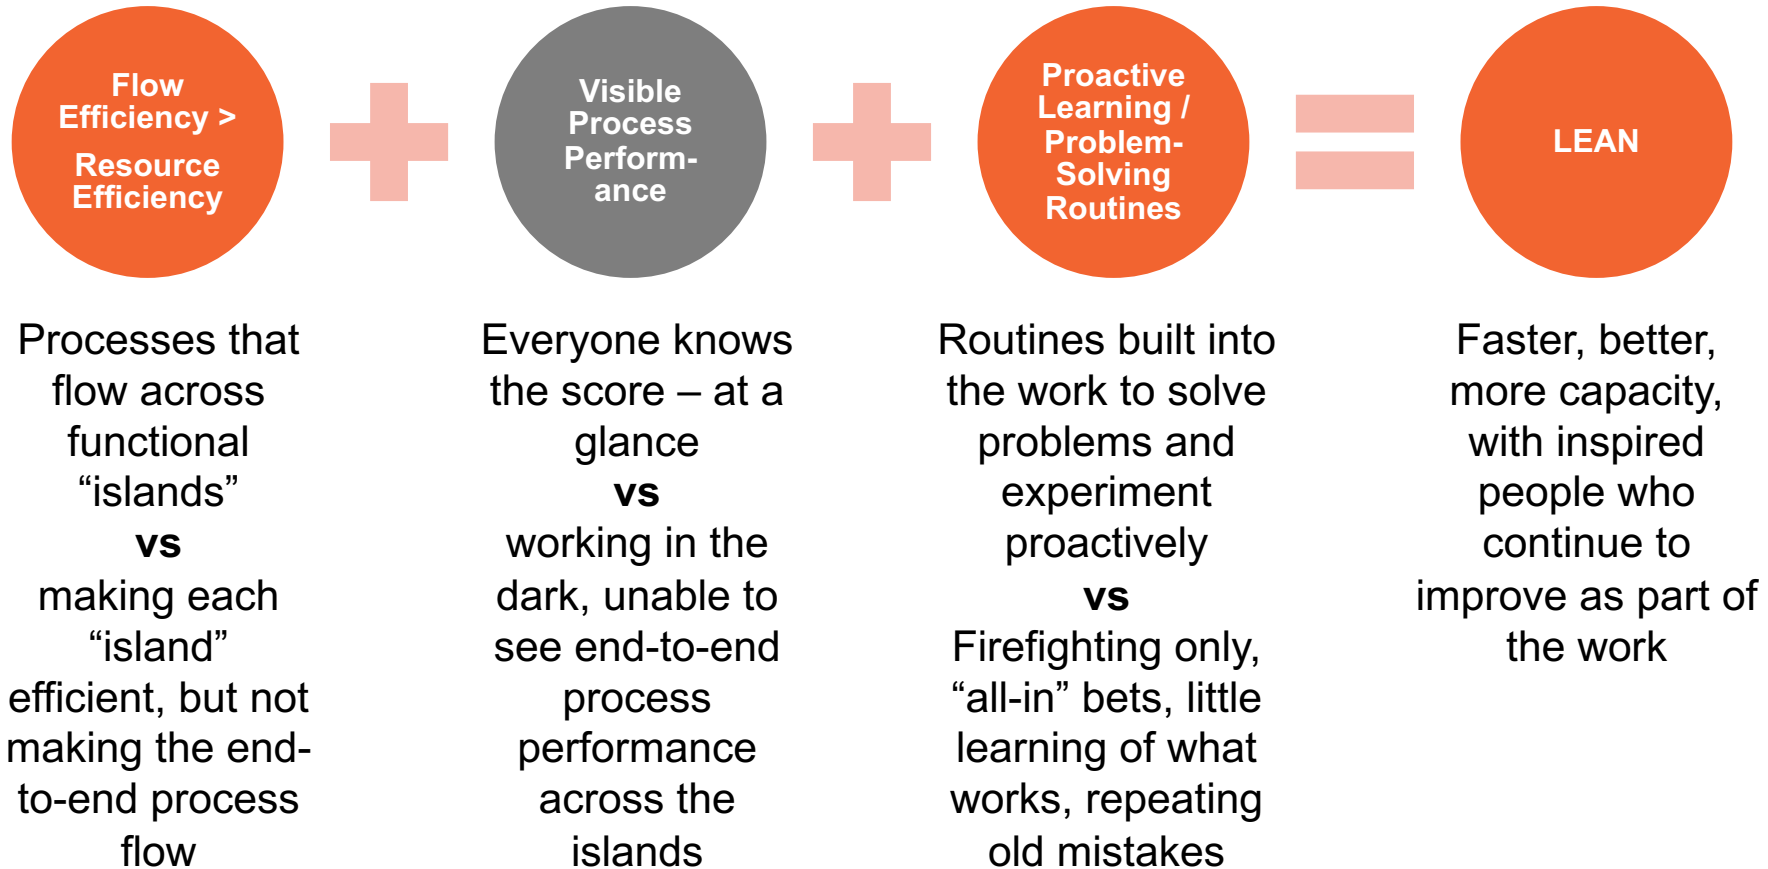 Flow
Efficiency >
Resource
Efficiency
Visible
Process
Perform-
ance
Proactive
Learning /
Problem-
Solving
Routines
LEAN
Processes that
flow across
functional
“islands”
vs
making each
“island”
efficient, but not
making the end-
to-end process
flow
Everyone knows
the score – at a
glance
vs
working in the
dark, unable to
see end-to-end
process
performance
across the
islands
Routines built into
the work to solve
problems and
experiment
proactively
vs
Firefighting only,
“all-in” bets, little
learning of what
works, repeating
old mistakes
Faster, better,
more capacity,
with inspired
people who
continue to
improve as part of
the work